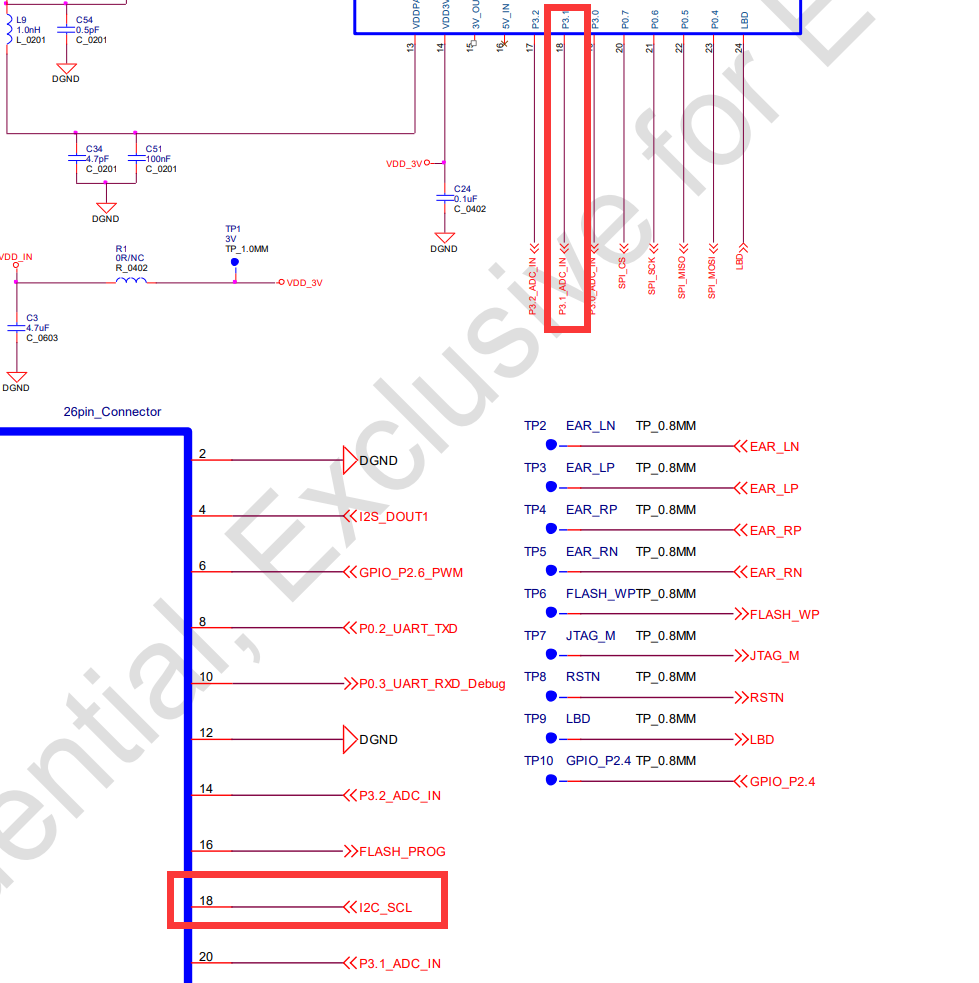 L9
1.0nH
L_0201
C54
0.5pF
C_0201
DGND
VDD3V
5V_IN
P3.2
P3.1
P3.0
P0.7
P0.6
P0.5
P0.4
LBD
13
14
15
16
17
18
20
21
22
23
24
C34
4.7pF
C_0201
C51
100nF
C_0201
DGND
VDD_3V
C24
0.1uF
C_0402
DGND
P3.2_ADC_IN
P3.1_ADC_IN
P3.0_ADC_IN
SPI_CS
SPI_SCK
SPI_MISO
SPI_MOSI
LBD
VDD_IN
R1
0R/NC
R_0402
TP1
3V
TP_1.0MM
VDD_3V
C3
4.7uF
C_0603
DGND
26pin_Connector
2 DGND
4 I2S_DOUT1
6 GPIO_P2.6_PWM
8 P0.2_UART_TXD
10 P0.3_UART_RXD_Debug
12 DGND
14 P3.2_ADC_IN
16 FLASH_PROG
18 I2C_SCL
20 P3.1_ADC_IN
TP2 EAR_LN TP_0.8MM EAR_LN
TP3 EAR_LP TP_0.8MM EAR_LP
TP4 EAR_RP TP_0.8MM EAR_RP
TP5 EAR_RN TP_0.8MM EAR_RN
TP6 FLASH_WP TP_0.8MM FLASH_WP
TP7 JTAG_M TP_0.8MM JTAG_M
TP8 RSTN TP_0.8MM RSTN
TP9 LBD TP_0.8MM LBD
TP10 GPIO_P2.4 TP_0.8MM GPIO_P2.4
ential, Exclusive for E